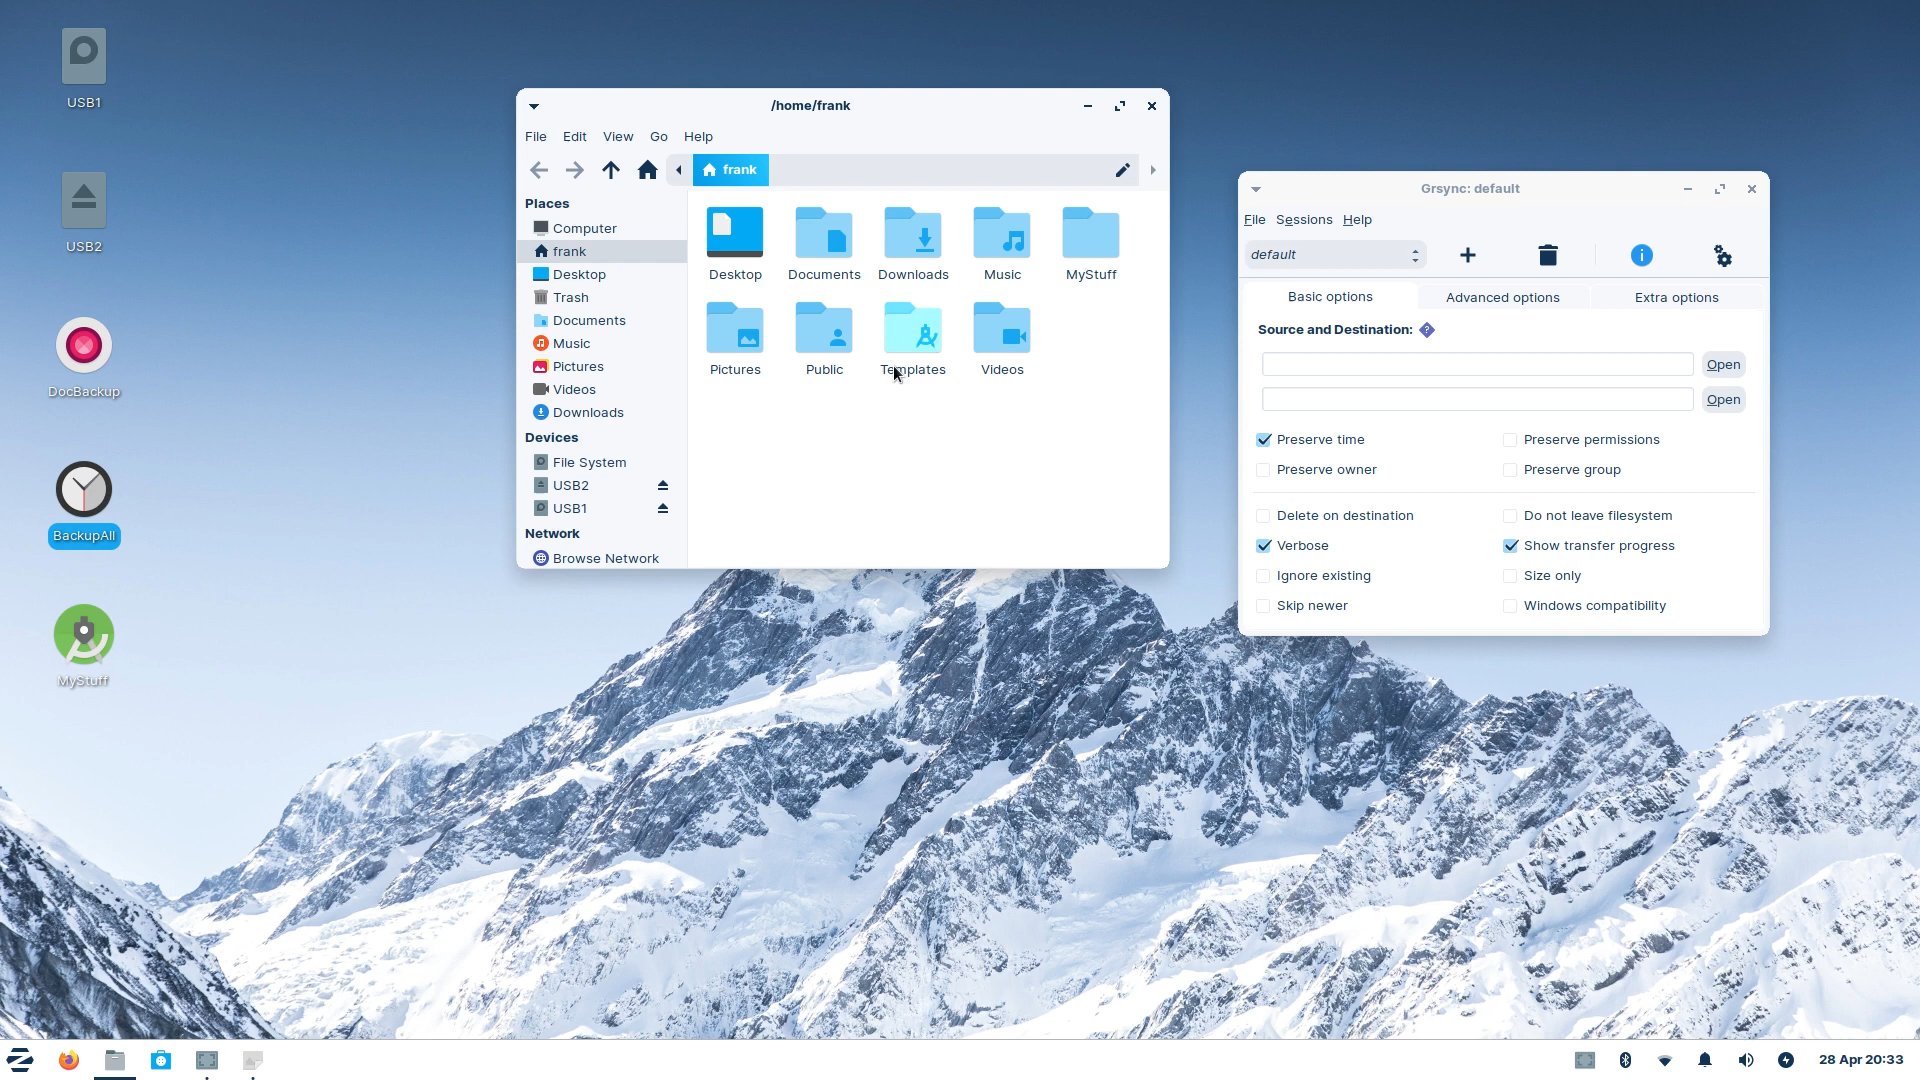 USB1
USB2
DocBackup
BackupAll
MyStuff
/home/frank
File Edit View Go Help
frank
Places
Computer
frank
Desktop
Trash
Documents
Music
Pictures
Videos
Downloads
Devices
File System
USB2
USB1
Network
Browse Network
Desktop Documents Downloads Music MyStuff
Pictures Public Templates Videos
Grsync: default
File Sessions Help
default
Basic options Advanced options Extra options
Source and Destination:
Open
Open
Preserve time Preserve permissions
Preserve owner Preserve group
Delete on destination Do not leave filesystem
Verbose Show transfer progress
Ignore existing Size only
Skip newer Windows compatibility
28 Apr 20:33